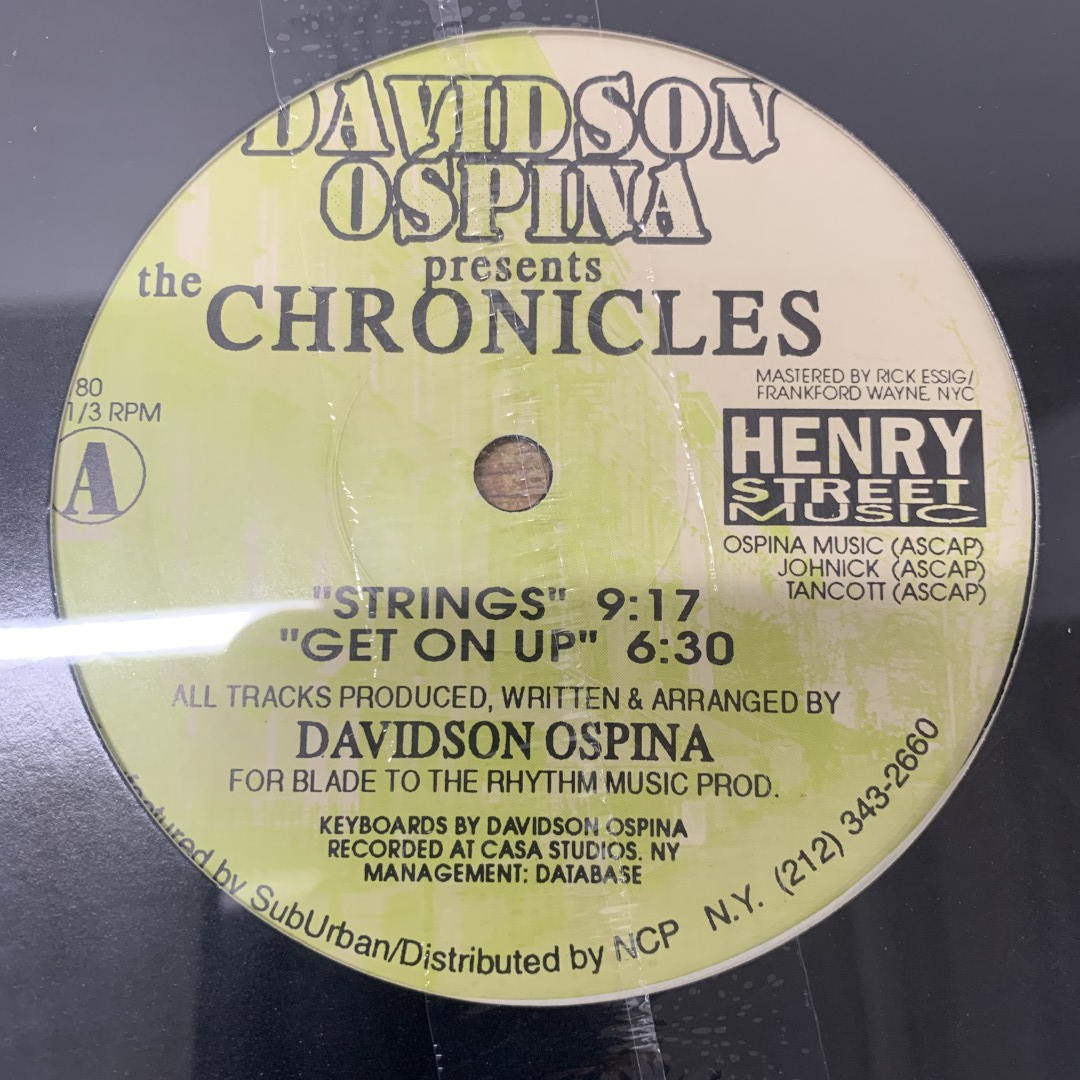 DAVIDSON
OSPINA
presents
the CHRONICLES
MASTERED BY RICK ESSIG/
FRANKFORD WAYNE, NYC
80
1/3 RPM
A
HENRY
STREET
MUSIC
OSPINA MUSIC (ASCAP)
JOHNICK (ASCAP)
TANCOTT (ASCAP)
"STRINGS" 9:17
"GET ON UP" 6:30
ALL TRACKS PRODUCED, WRITTEN & ARRANGED BY
DAVIDSON OSPINA
FOR BLADE TO THE RHYTHM MUSIC PROD.
KEYBOARDS BY DAVIDSON OSPINA
RECORDED AT CASA STUDIOS. NY
MANAGEMENT: DATABASE
by SubUrban/Distributed by NCP N.Y. (212) 343-2660